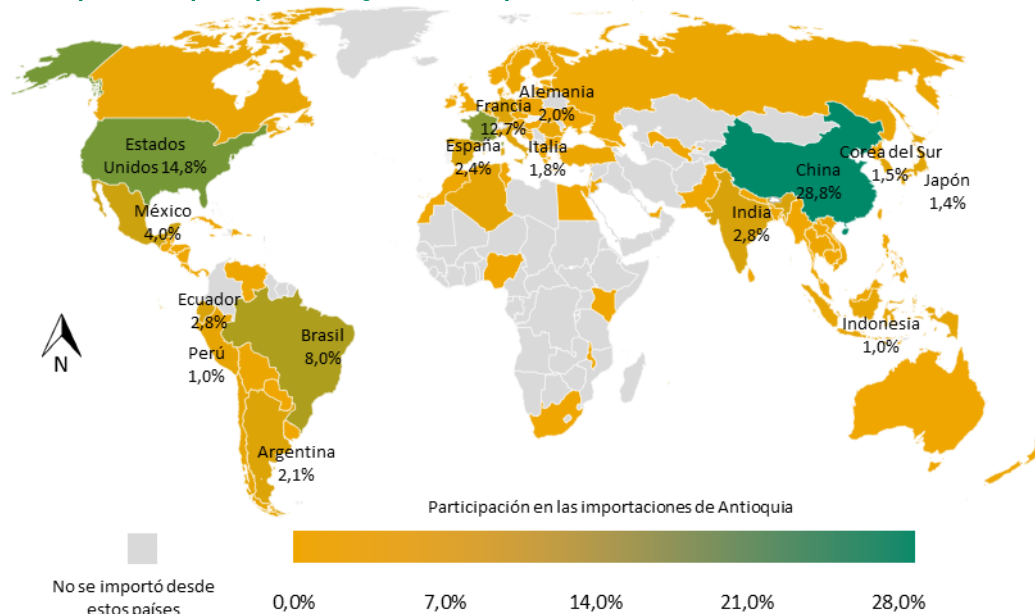 Alemania
2,0%
Francia
12,7%
España
2,4%
Italia
1,8%
Estados
Unidos 14,8%
China
28,8%
Corea del Sur
1,5%
Japón
1,4%
México
4,0%
India
2,8%
Ecuador
2,8%
Brasil
8,0%
Perú
1,0%
Indonesia
1,0%
Argentina
2,1%
N
Participación en las importaciones de Antioquia
No se importó desde
estos países
0,0%
7,0%
14,0%
21,0%
28,0%